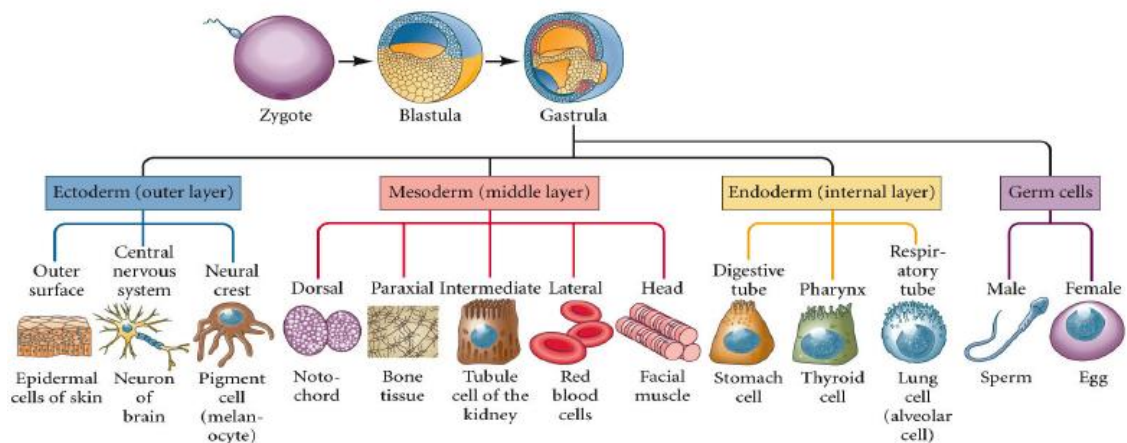 Zygote
Blastula
Gastrula
Ectoderm (outer layer)
Mesoderm (middle layer)
Endoderm (internal layer)
Germ cells
Outer
surface
Central
nervous
system
Neural
crest
Dorsal
Paraxial
Intermediate
Lateral
Head
Digestive
tube
Pharynx
Respir-
atory
tube
Male
Female
Epidermal
cells of skin
Neuron
of
brain
Pigment
cell
(melan-
ocyte)
Noto-
chord
Bone
tissue
Tubule
cell of the
kidney
Red
blood
cells
Facial
muscle
Stomach
cell
Thyroid
cell
Lung
cell
(alveolar
cell)
Sperm
Egg